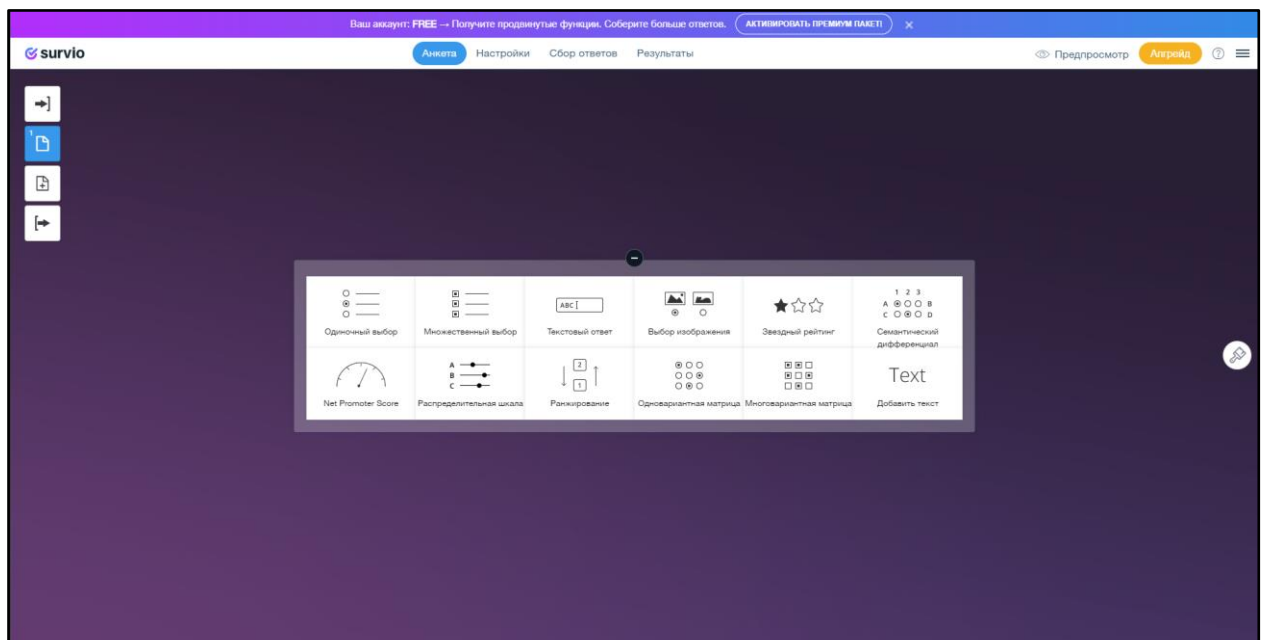 Ваш аккаунт: FREE → Получите продвинутые функции. Соберите больше ответов. АКТИВИРОВАТЬ ПРЕМИУМ ПАКЕТ!
survio Анкета Настройки Сбор ответов Результаты Предпросмотр Апгрейд ?
1
ABC 1 2 3
A B
C D
Одиночный выбор Множественный выбор Текстовый ответ Выбор изображения Звездный рейтинг Семантический
дифференциал
A 2
B Text
C 1
Net Promoter Score Распределительная шкала Ранжирование Одновариантная матрица Многовариантная матрица Добавить текст